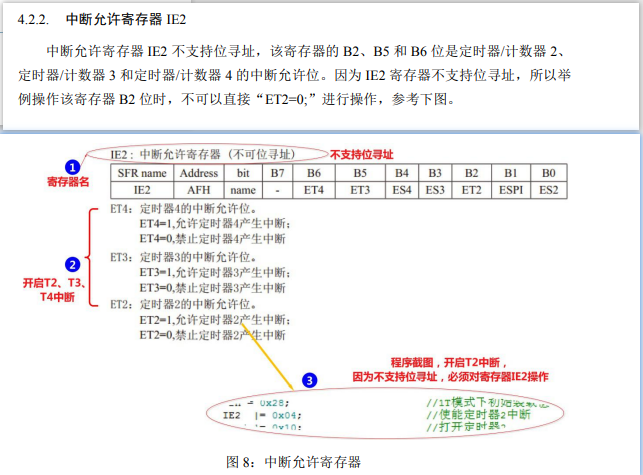 4.2.2. 中断允许寄存器 IE2
中断允许寄存器 IE2 不支持位寻址，该寄存器的 B2、B5 和 B6 位是定时器/计数器 2、
定时器/计数器 3 和定时器/计数器 4 的中断允许位。因为 IE2 寄存器不支持位寻址，所以举
例操作该寄存器 B2 位时，不可以直接“ET2=0;”进行操作，参考下图。
IE2：中断允许寄存器（不可位寻址） 不支持位寻址
1
寄存器名
SFR name Address bit B7 B6 B5 B4 B3 B2 B1 B0
IE2 AFH name - ET4 ET3 ES4 ES3 ET2 ESPI ES2
ET4：定时器4的中断允许位。
ET4=1,允许定时器4产生中断；
ET4=0,禁止定时器4产生中断
ET3：定时器3的中断允许位。
ET3=1,允许定时器3产生中断；
ET3=0,禁止定时器3产生中断
ET2：定时器2的中断允许位。
ET2=1,允许定时器2产生中断；
ET2=0,禁止定时器2产生中断
2
开启T2、T3、
T4中断
程序截图，开启T2中断，
因为不支持位寻址，必须对寄存器IE2操作
3
= 0x28; //1T模式下初始
IE2 |= 0x04; //使能定时器2中断
|= 0x10; //打开定时器
图 8：中断允许寄存器